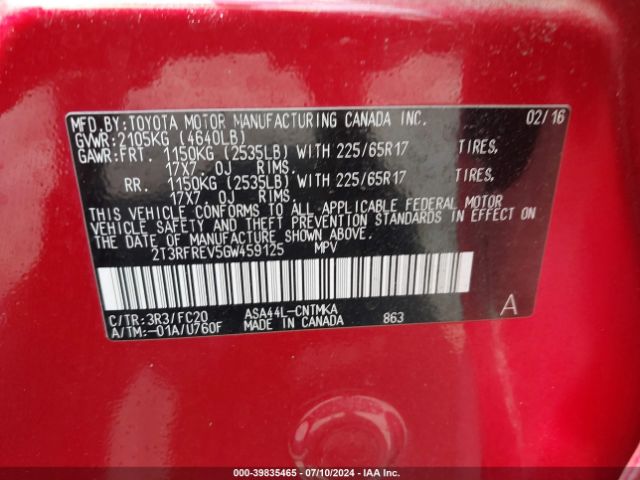 MFD.BY:TOYOTA MOTOR MANUFACTURING CANADA INC. 02/16
GVWR:2105KG (4640LB)
GAWR:FRT. 1150KG (2535LB) WITH 225/65R17 TIRES,
17X7. 0J RIMS.
RR. 1150KG (2535LB) WITH 225/65R17 TIRES,
17X7. 0J RIMS.
THIS VEHICLE CONFORMS TO ALL APPLICABLE FEDERAL MOTOR
VEHICLE SAFETY AND THEFT PREVENTION STANDARDS IN EFFECT ON
THE DATE OF MANUFACTURE SHOWN ABOVE.
2T3RFREV5GW459125 MPV
C/TR:3R3/FC20 ASA44L-CNTMKA A
A/TM:-01A/U760F MADE IN CANADA 863
000-39835465 - 07/10/2024 - IAA Inc.